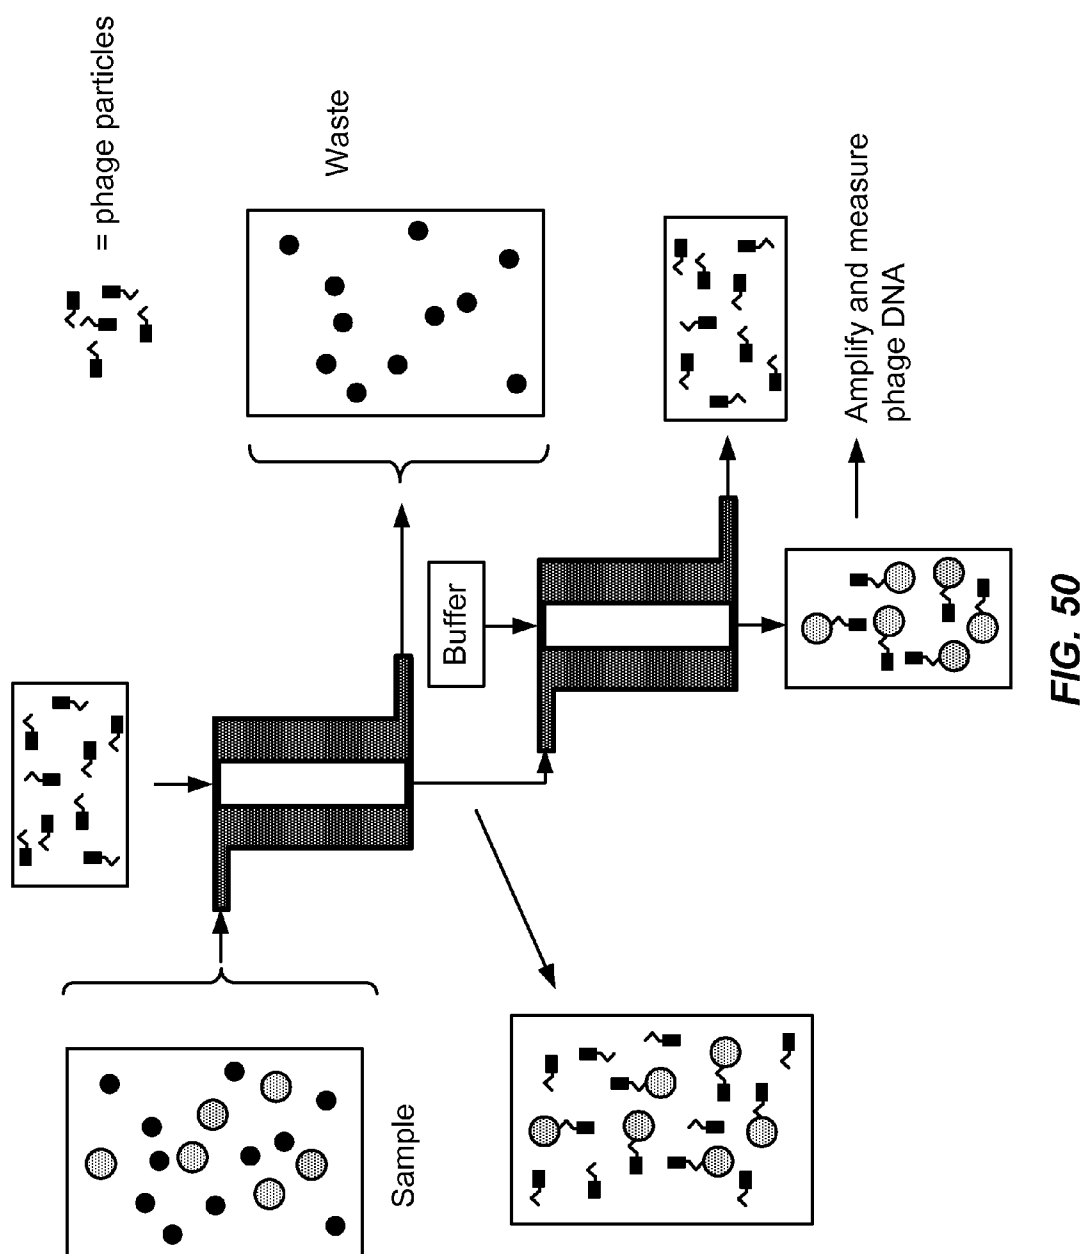 = phage particles
Waste
Buffer
Sample
Amplify and measure
phage DNA
FIG. 50